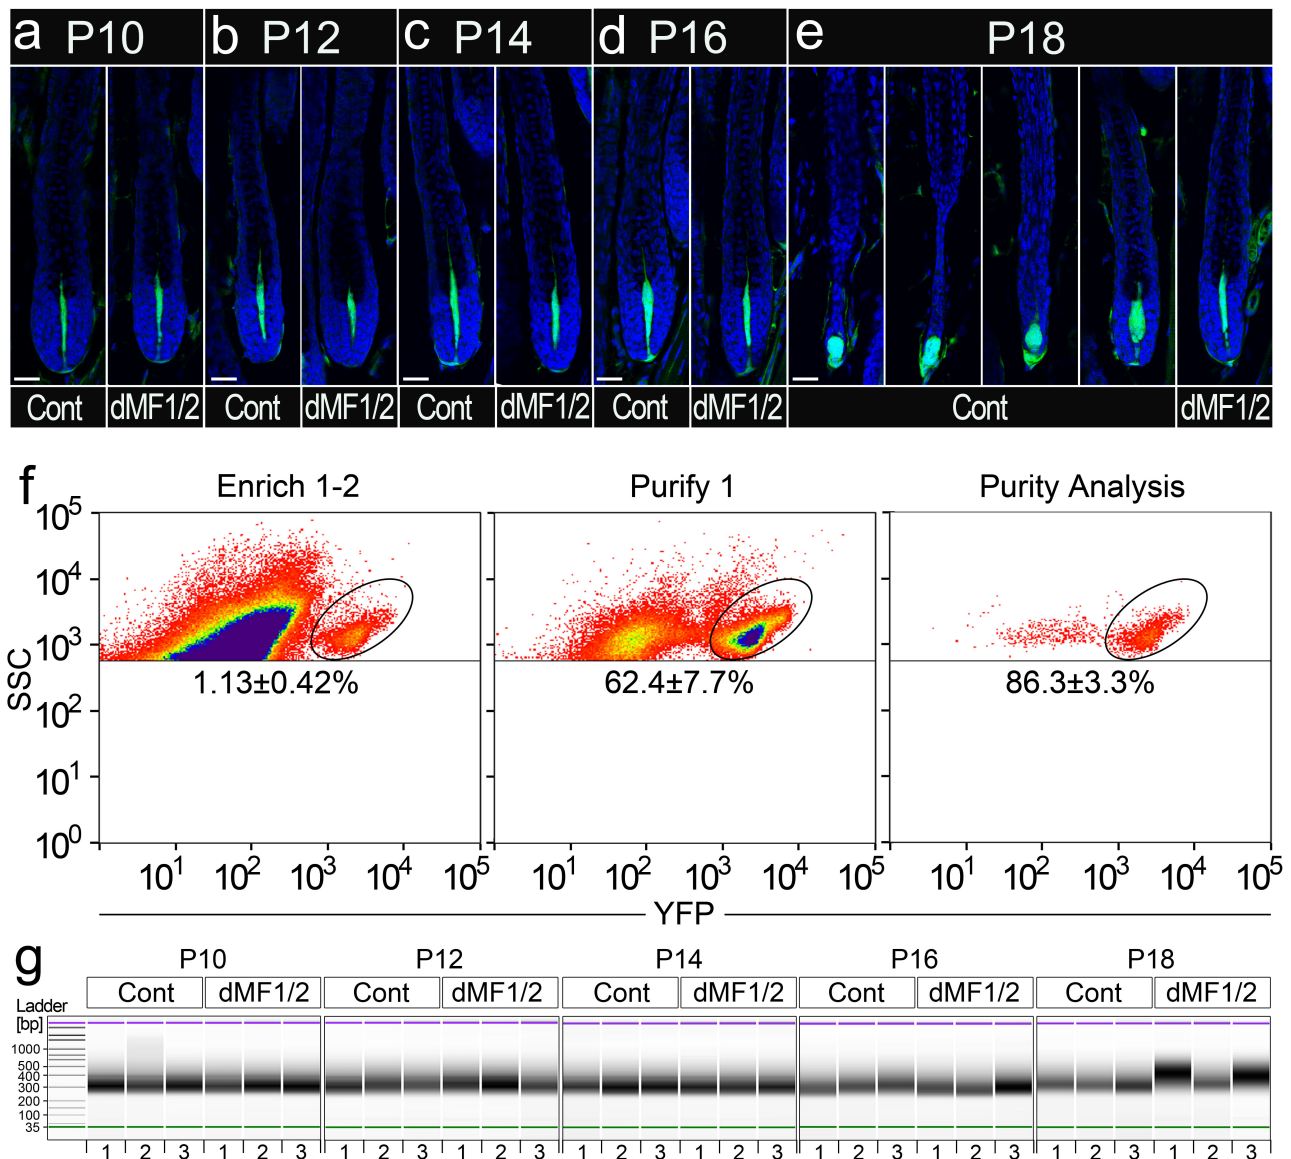 a P10 b P12 c P14 d P16 e P18
Cont dMF1/2 Cont dMF1/2 Cont dMF1/2 Cont dMF1/2 Cont dMF1/2
f
Enrich 1-2 Purify 1 Purity Analysis
10^5
10^4
10^3
10^2
10^1
10^0
SSC
1.13±0.42% 62.4±7.7% 86.3±3.3%
10^1 10^2 10^3 10^4 10^5 10^1 10^2 10^3 10^4 10^5 10^1 10^2 10^3 10^4 10^5
YFP
g
P10 P12 P14 P16 P18
Cont dMF1/2 Cont dMF1/2 Cont dMF1/2 Cont dMF1/2 Cont dMF1/2
Ladder
[bp]
1000
500
400
300
200
100
35
1 2 3 1 2 3 1 2 3 1 2 3 1 2 3 1 2 3 1 2 3 1 2 3 1 2 3 1 2 3